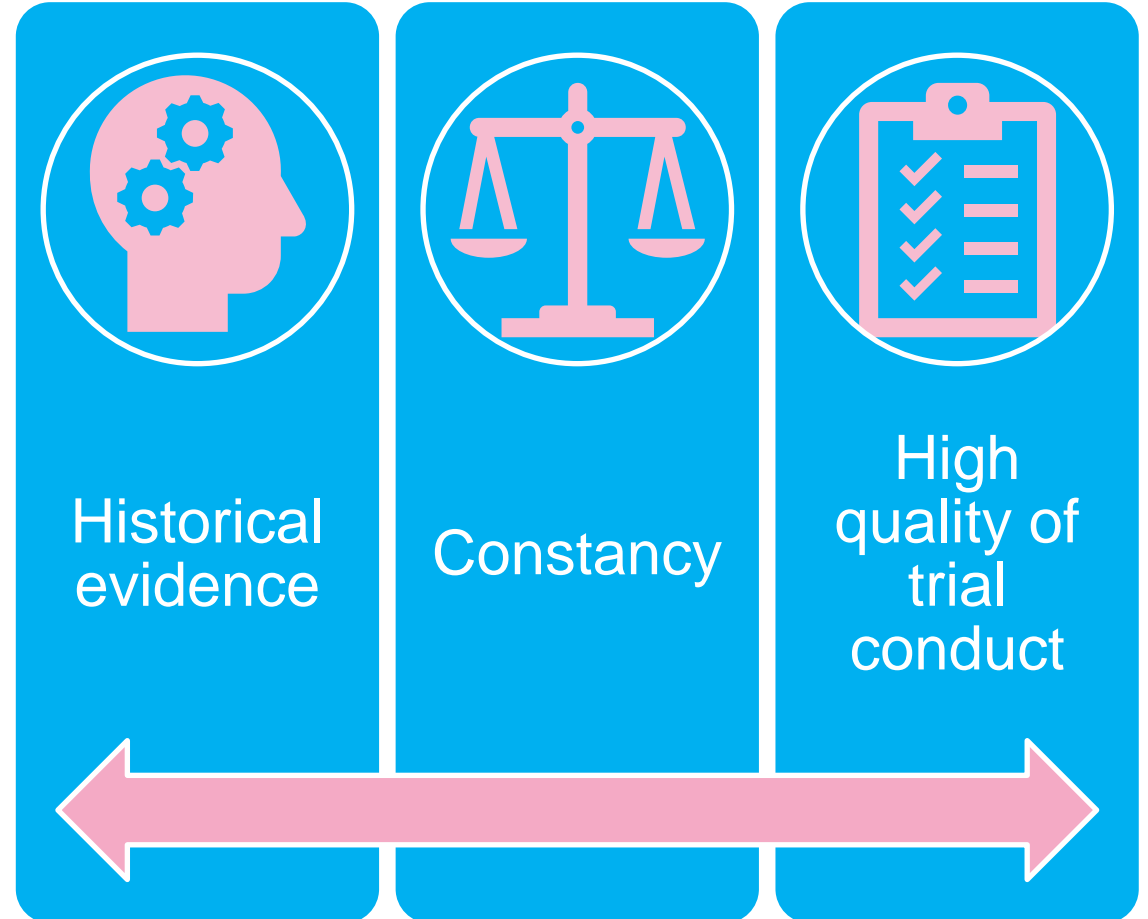 Historical
evidence
Constancy
High
quality of
trial
conduct